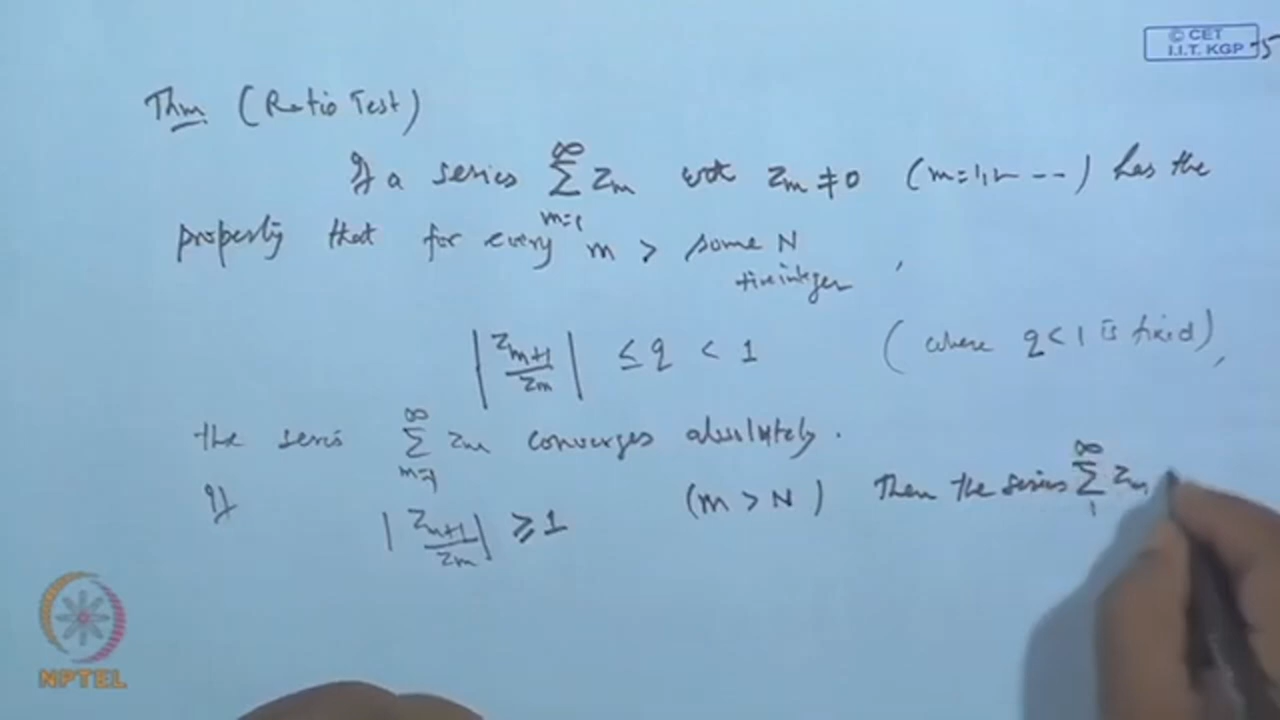 © CET
I.I.T. KGP
Thm (Ratio Test)
If a series ∑_{m=1}^{∞} z_m with z_m ≠ 0 (m=1,2, ---) has the
property that for every m > some N
+ive integer ,
|z_{m+1}/z_m| ≤ q < 1 (where q < 1 is fixed),
the series ∑_{m=1}^{∞} z_m converges absolutely.
If |z_{m+1}/z_m| ≥ 1 (m > N) Then the series ∑_{1}^{∞} z_m
NPTEL